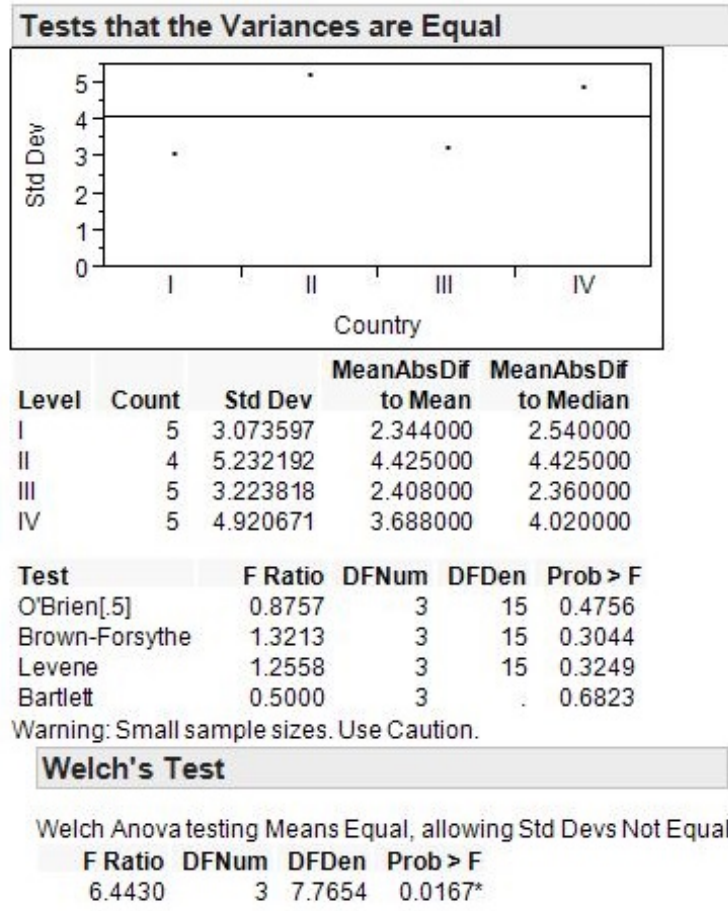 Tests that the Variances are Equal
5
4
3
2
1
0
Std Dev
I II III IV
Country
MeanAbsDif MeanAbsDif
Level Count Std Dev to Mean to Median
I 5 3.073597 2.344000 2.540000
II 4 5.232192 4.425000 4.425000
III 5 3.223818 2.408000 2.360000
IV 5 4.920671 3.688000 4.020000
Test F Ratio DFNum DFDen Prob > F
O'Brien[.5] 0.8757 3 15 0.4756
Brown-Forsythe 1.3213 3 15 0.3044
Levene 1.2558 3 15 0.3249
Bartlett 0.5000 3 . 0.6823
Warning: Small sample sizes. Use Caution.
Welch's Test
Welch Anova testing Means Equal, allowing Std Devs Not Equal
F Ratio DFNum DFDen Prob > F
6.4430 3 7.7654 0.0167*